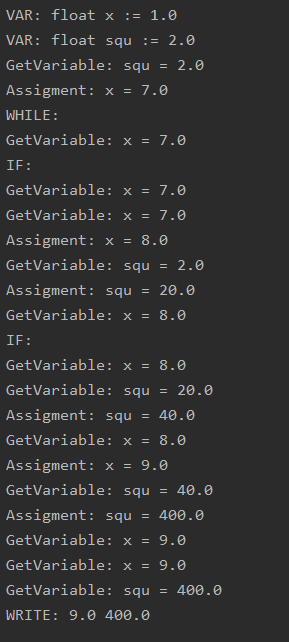 VAR: float x := 1.0
VAR: float squ := 2.0
GetVariable: squ = 2.0
Assigment: x = 7.0
WHILE:
GetVariable: x = 7.0
IF:
GetVariable: x = 7.0
GetVariable: x = 7.0
Assigment: x = 8.0
GetVariable: squ = 2.0
Assigment: squ = 20.0
GetVariable: x = 8.0
IF:
GetVariable: x = 8.0
GetVariable: squ = 20.0
Assigment: squ = 40.0
GetVariable: x = 8.0
Assigment: x = 9.0
GetVariable: squ = 40.0
Assigment: squ = 400.0
GetVariable: x = 9.0
GetVariable: x = 9.0
GetVariable: squ = 400.0
WRITE: 9.0 400.0